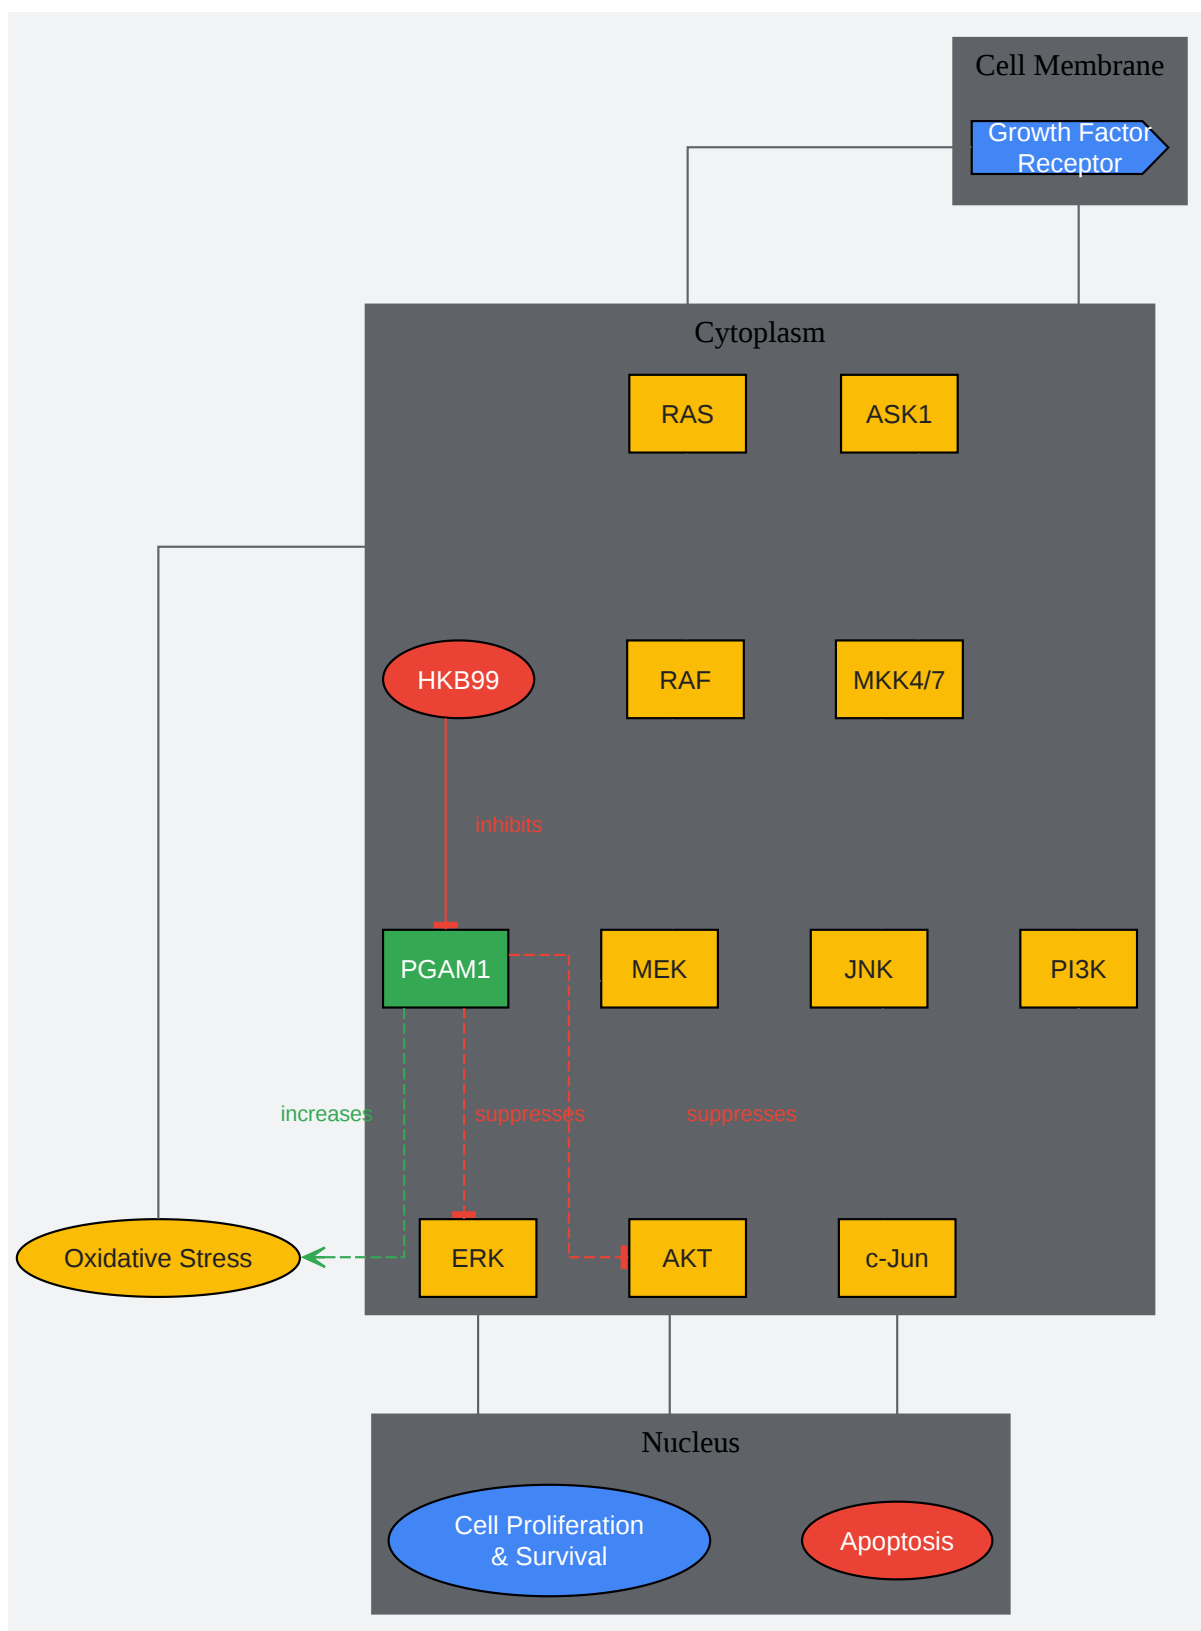 Cell Membrane
Growth Factor
Receptor
Cytoplasm
RAS
ASK1
HKB99
RAF
MKK4/7
inhibits
PGAM1
MEK
JNK
PI3K
increases
suppresses
suppresses
Oxidative Stress
ERK
AKT
c-Jun
Nucleus
Cell Proliferation
& Survival
Apoptosis